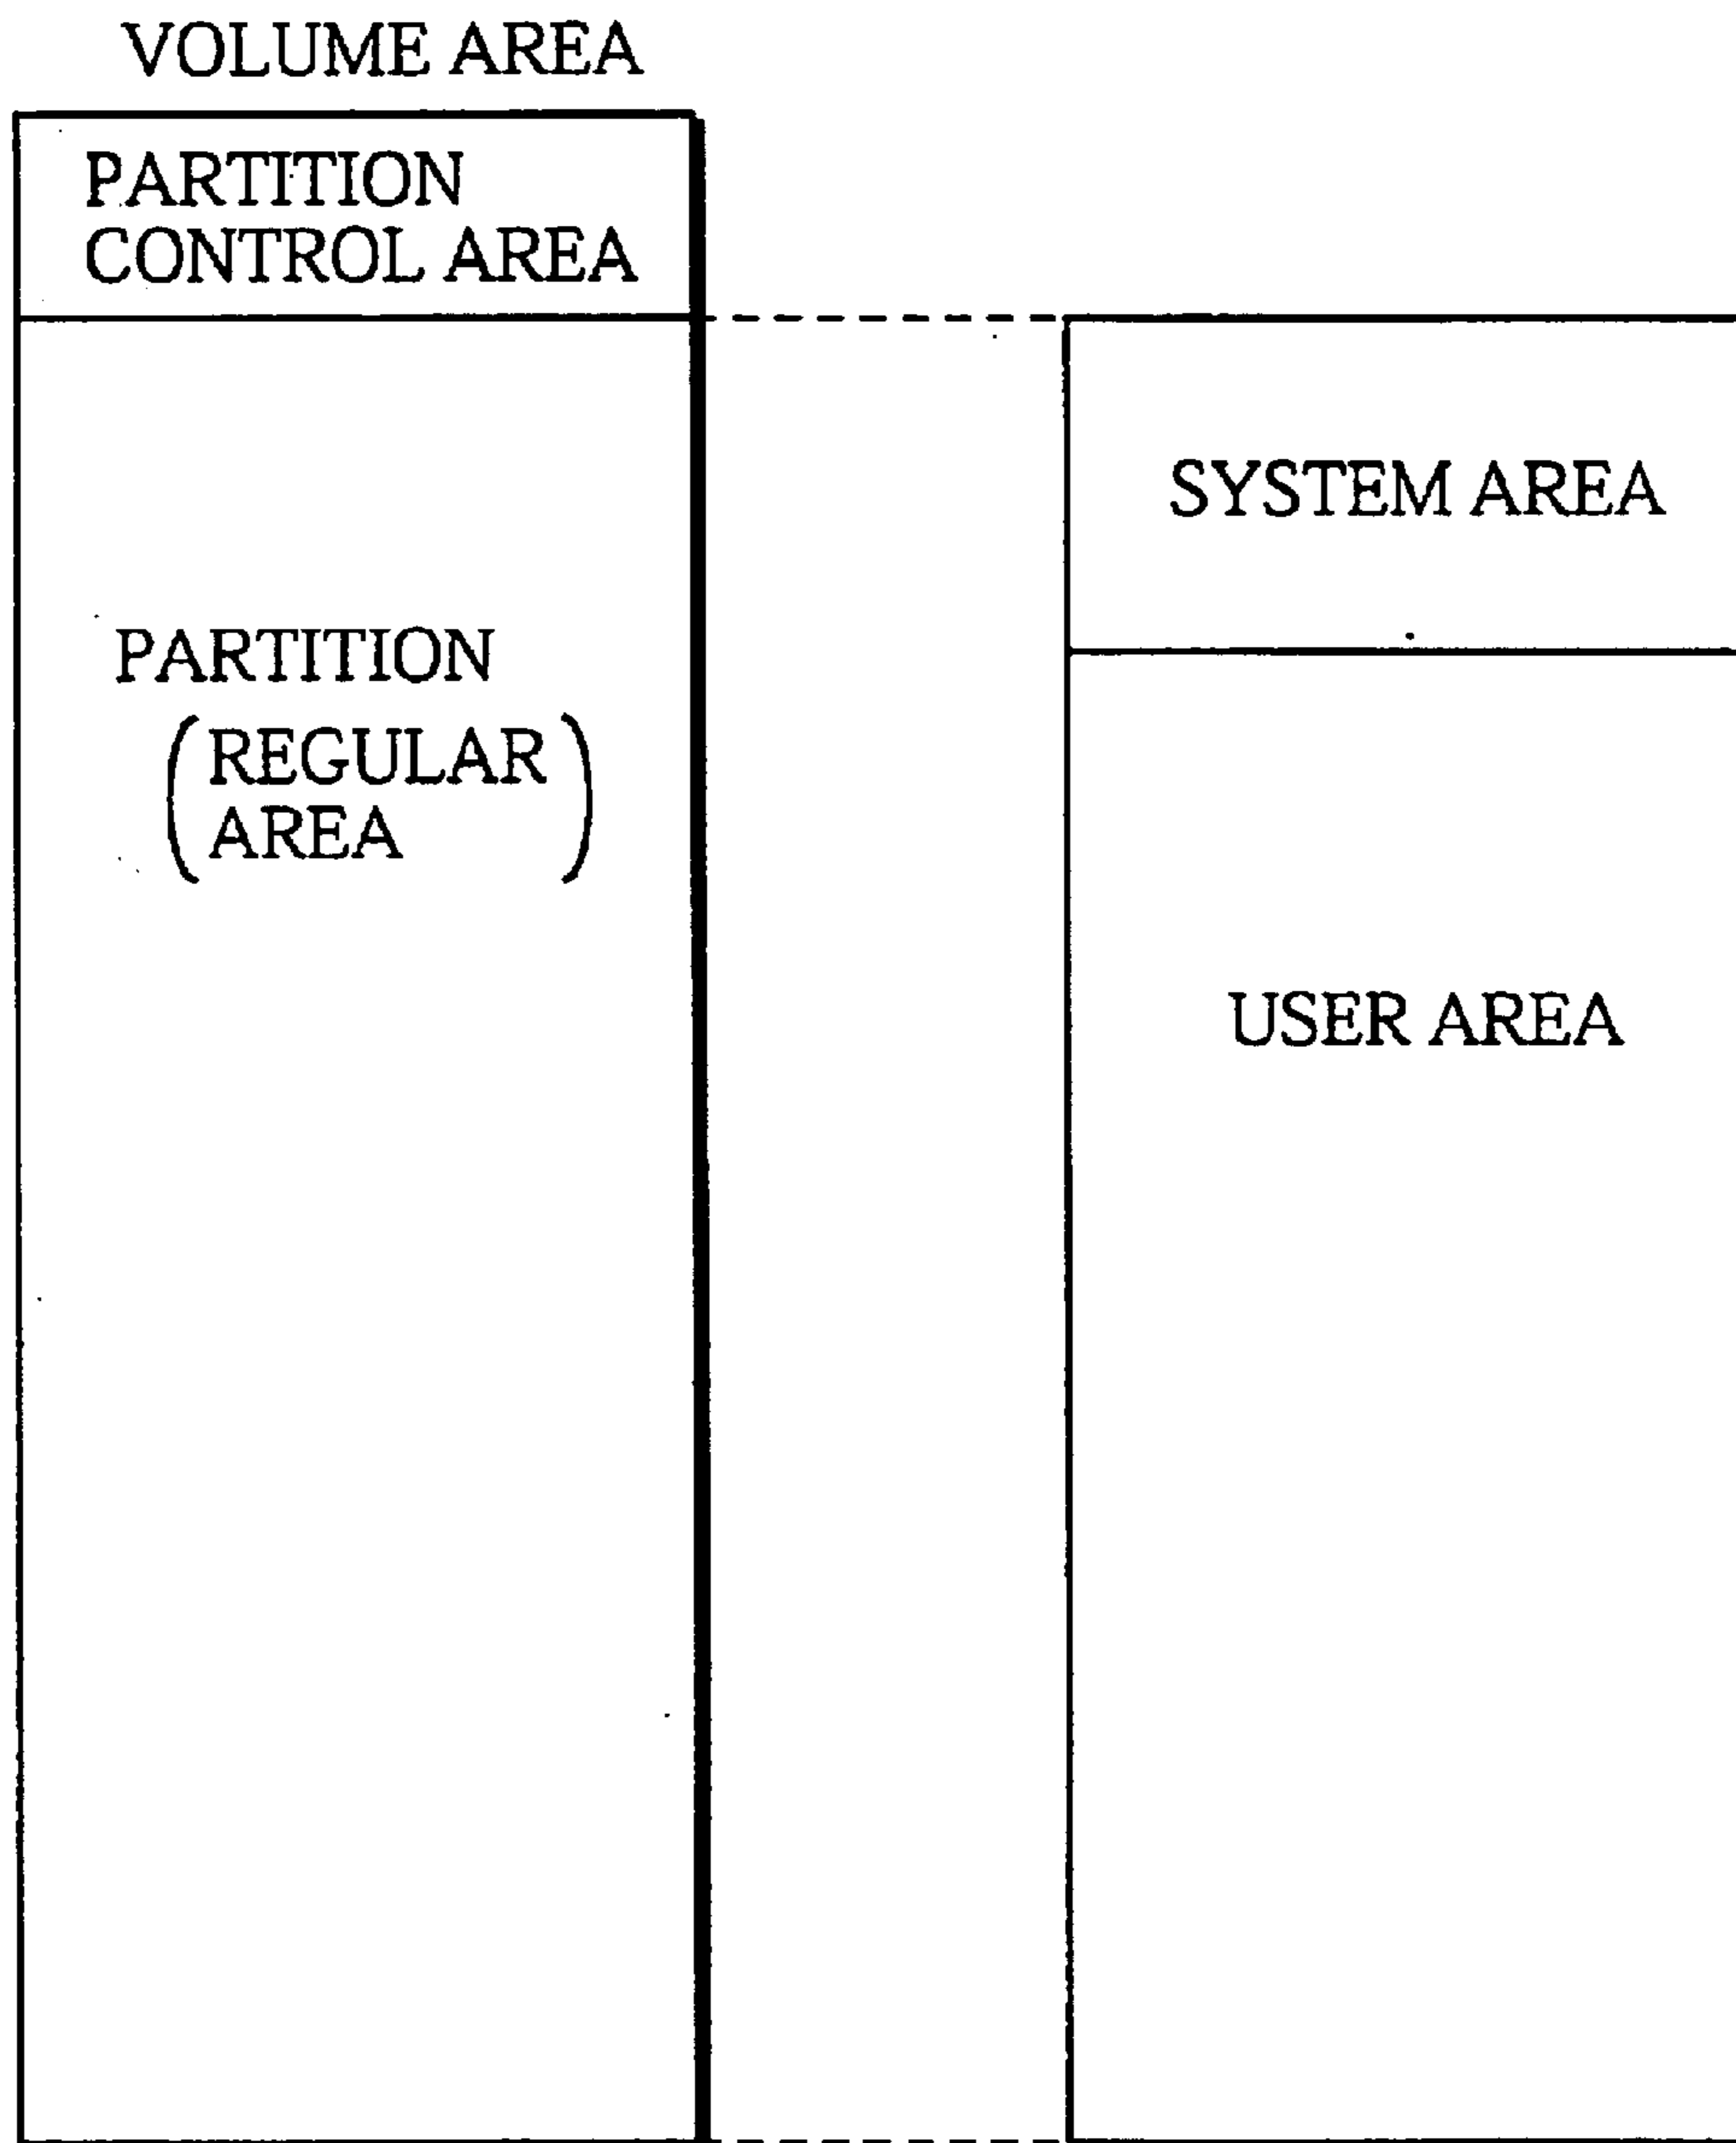 VOLUME AREA
PARTITION
CONTROL AREA
PARTITION
(REGULAR
AREA)
SYSTEM AREA
USER AREA